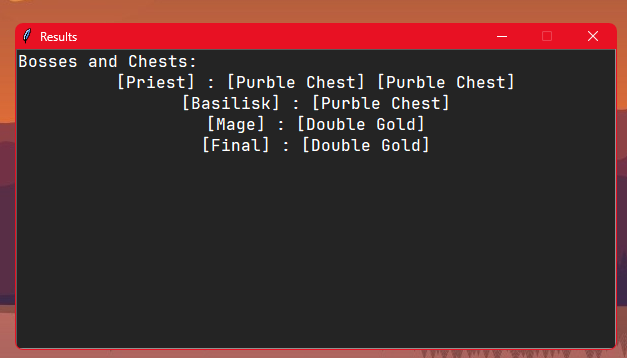 Results
Bosses and Chests:
[Priest] : [Purble Chest] [Purble Chest]
[Basilisk] : [Purble Chest]
[Mage] : [Double Gold]
[Final] : [Double Gold]